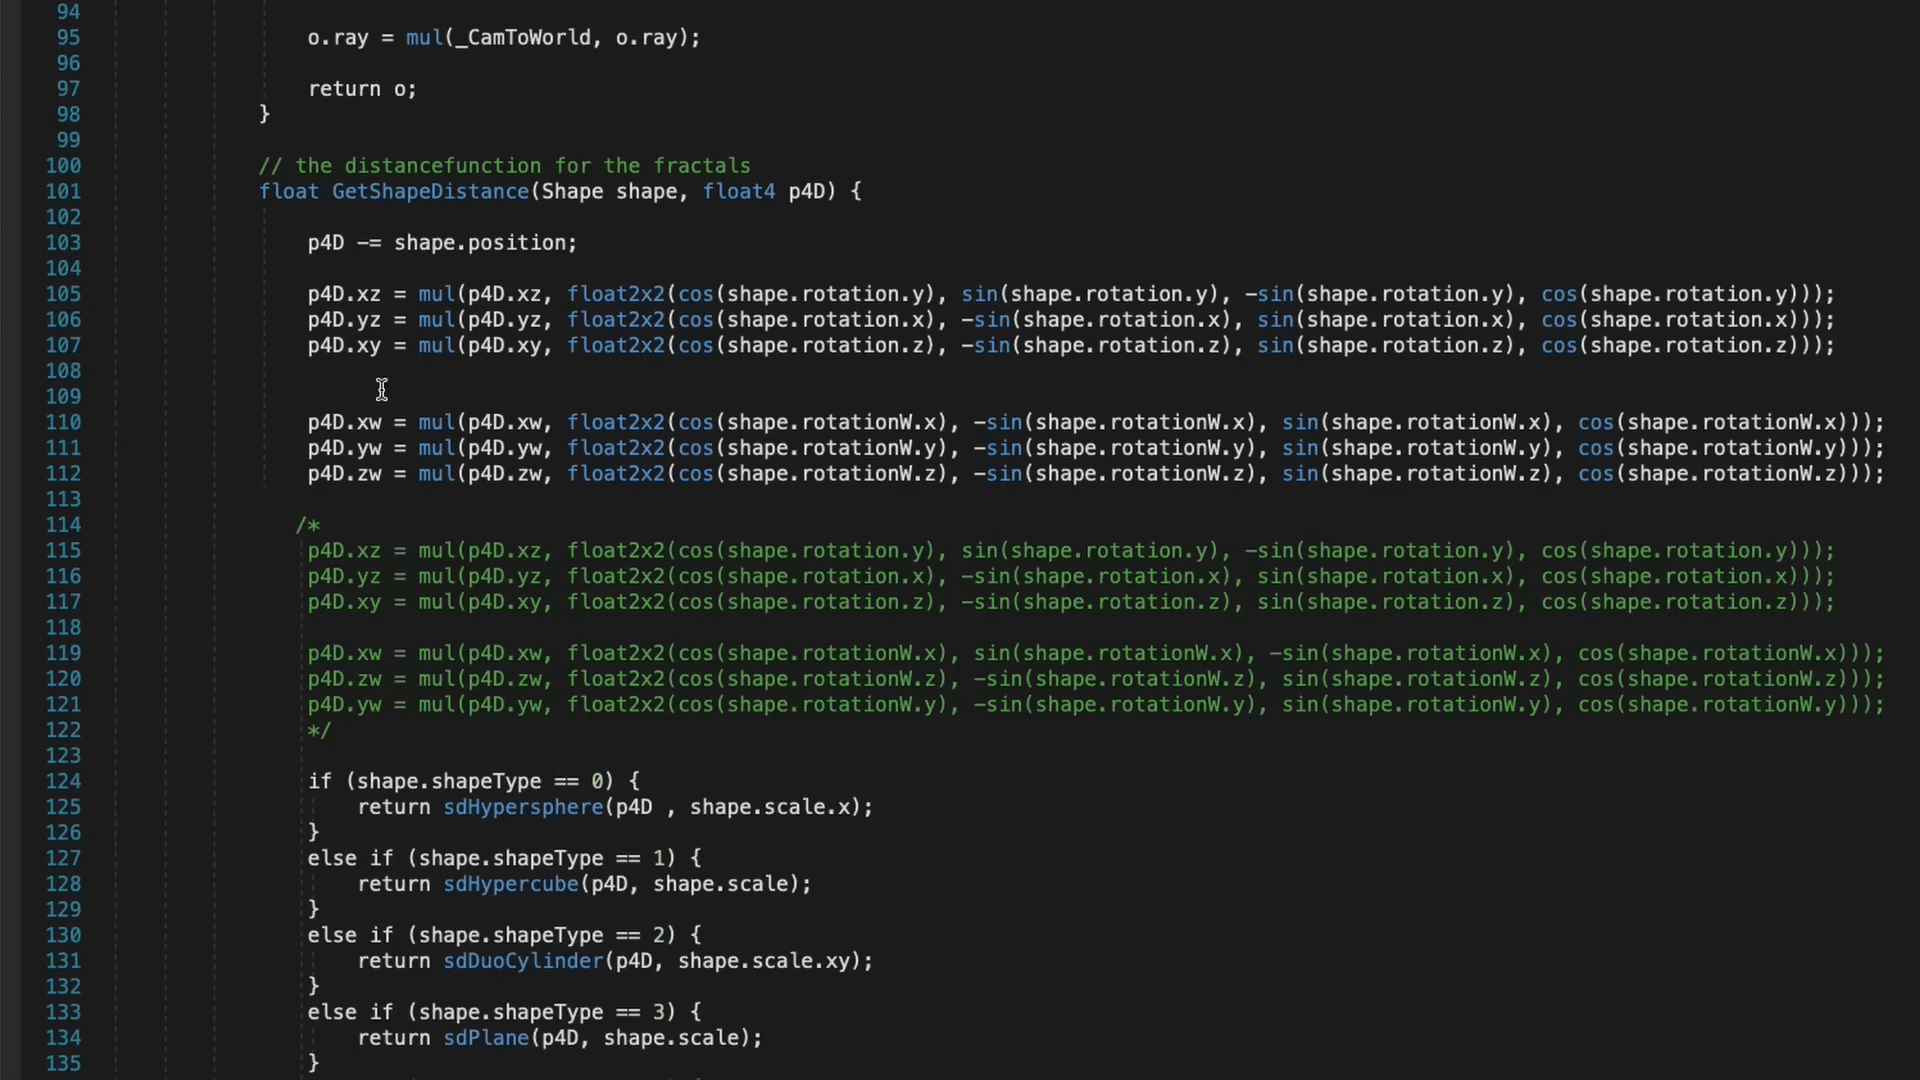 94
95 o.ray = mul(_CamToWorld, o.ray);
96
97 return o;
98 }
99
100 // the distancefunction for the fractals
101 float GetShapeDistance(Shape shape, float4 p4D) {
102
103 p4D -= shape.position;
104
105 p4D.xz = mul(p4D.xz, float2x2(cos(shape.rotation.y), sin(shape.rotation.y), -sin(shape.rotation.y), cos(shape.rotation.y)));
106 p4D.yz = mul(p4D.yz, float2x2(cos(shape.rotation.x), -sin(shape.rotation.x), sin(shape.rotation.x), cos(shape.rotation.x)));
107 p4D.xy = mul(p4D.xy, float2x2(cos(shape.rotation.z), -sin(shape.rotation.z), sin(shape.rotation.z), cos(shape.rotation.z)));
108
109
110 p4D.xw = mul(p4D.xw, float2x2(cos(shape.rotationW.x), -sin(shape.rotationW.x), sin(shape.rotationW.x), cos(shape.rotationW.x)));
111 p4D.yw = mul(p4D.yw, float2x2(cos(shape.rotationW.y), -sin(shape.rotationW.y), sin(shape.rotationW.y), cos(shape.rotationW.y)));
112 p4D.zw = mul(p4D.zw, float2x2(cos(shape.rotationW.z), -sin(shape.rotationW.z), sin(shape.rotationW.z), cos(shape.rotationW.z)));
113
114 /*
115 p4D.xz = mul(p4D.xz, float2x2(cos(shape.rotation.y), sin(shape.rotation.y), -sin(shape.rotation.y), cos(shape.rotation.y)));
116 p4D.yz = mul(p4D.yz, float2x2(cos(shape.rotation.x), -sin(shape.rotation.x), sin(shape.rotation.x), cos(shape.rotation.x)));
117 p4D.xy = mul(p4D.xy, float2x2(cos(shape.rotation.z), -sin(shape.rotation.z), sin(shape.rotation.z), cos(shape.rotation.z)));
118
119 p4D.xw = mul(p4D.xw, float2x2(cos(shape.rotationW.x), sin(shape.rotationW.x), -sin(shape.rotationW.x), cos(shape.rotationW.x)));
120 p4D.zw = mul(p4D.zw, float2x2(cos(shape.rotationW.z), -sin(shape.rotationW.z), sin(shape.rotationW.z), cos(shape.rotationW.z)));
121 p4D.yw = mul(p4D.yw, float2x2(cos(shape.rotationW.y), -sin(shape.rotationW.y), sin(shape.rotationW.y), cos(shape.rotationW.y)));
122 */
123
124 if (shape.shapeType == 0) {
125 return sdHypersphere(p4D , shape.scale.x);
126 }
127 else if (shape.shapeType == 1) {
128 return sdHypercube(p4D, shape.scale);
129 }
130 else if (shape.shapeType == 2) {
131 return sdDuoCylinder(p4D, shape.scale.xy);
132 }
133 else if (shape.shapeType == 3) {
134 return sdPlane(p4D, shape.scale);
135 }